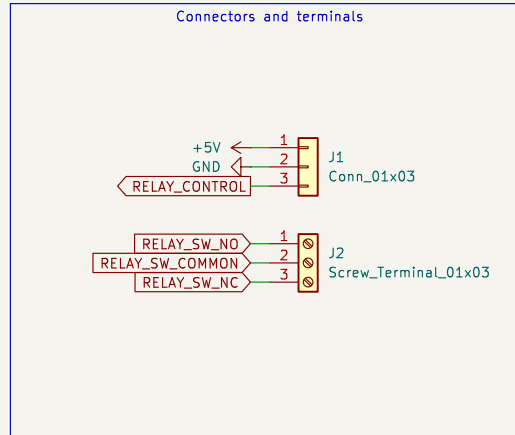 Connectors and terminals
+5V 1
GND 2
RELAY_CONTROL 3
J1
Conn_01x03
RELAY_SW_NO 1
RELAY_SW_COMMON 2
RELAY_SW_NC 3
J2
Screw_Terminal_01x03